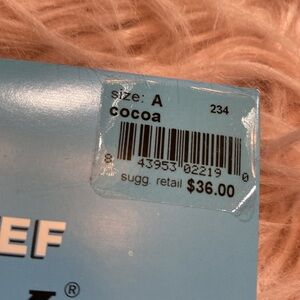 size: A 234
cocoa
8 43953 02219 0
sugg. retail $36.00
EF
®